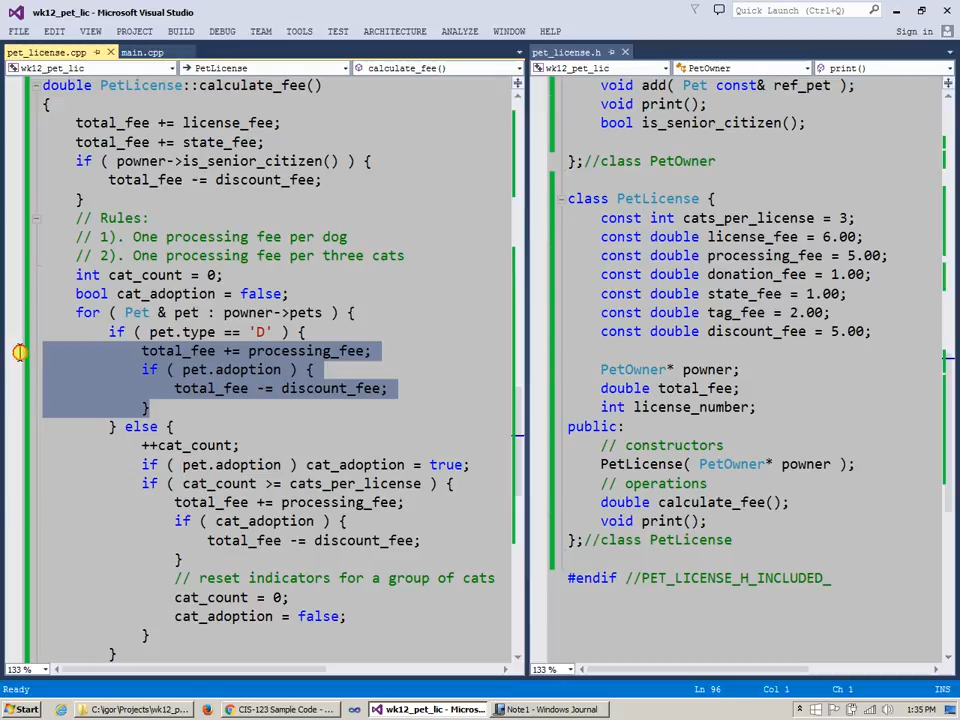 wk12_pet_lic - Microsoft Visual Studio
Quick Launch (Ctrl+Q)
FILE EDIT VIEW PROJECT BUILD DEBUG TEAM TOOLS TEST ARCHITECTURE ANALYZE WINDOW HELP
Sign in
pet_license.cpp main.cpp
wk12_pet_lic PetLicense calculate_fee()
double PetLicense::calculate_fee()
{
total_fee += license_fee;
total_fee += state_fee;
if ( powner->is_senior_citizen() ) {
total_fee -= discount_fee;
}
// Rules:
// 1). One processing fee per dog
// 2). One processing fee per three cats
int cat_count = 0;
bool cat_adoption = false;
for ( Pet & pet : powner->pets ) {
if ( pet.type == 'D' ) {
total_fee += processing_fee;
if ( pet.adoption ) {
total_fee -= discount_fee;
}
} else {
++cat_count;
if ( pet.adoption ) cat_adoption = true;
if ( cat_count >= cats_per_license ) {
total_fee += processing_fee;
if ( cat_adoption ) {
total_fee -= discount_fee;
}
// reset indicators for a group of cats
cat_count = 0;
cat_adoption = false;
}
}
133 %
pet_license.h
wk12_pet_lic PetOwner print()
void add( Pet const& ref_pet );
void print();
bool is_senior_citizen();
};//class PetOwner
class PetLicense {
const int cats_per_license = 3;
const double license_fee = 6.00;
const double processing_fee = 5.00;
const double donation_fee = 1.00;
const double state_fee = 1.00;
const double tag_fee = 2.00;
const double discount_fee = 5.00;
PetOwner* powner;
double total_fee;
int license_number;
public:
// constructors
PetLicense( PetOwner* powner );
// operations
double calculate_fee();
void print();
};//class PetLicense
#endif //PET_LICENSE_H_INCLUDED_
133 %
Ready Ln 96 Col 1 Ch 1 INS
Start C:\igor\Projects\wk12_p... CIS-123 Sample Code - ... wk12_pet_lic - Micros... Note1 - Windows Journal 1:35 PM